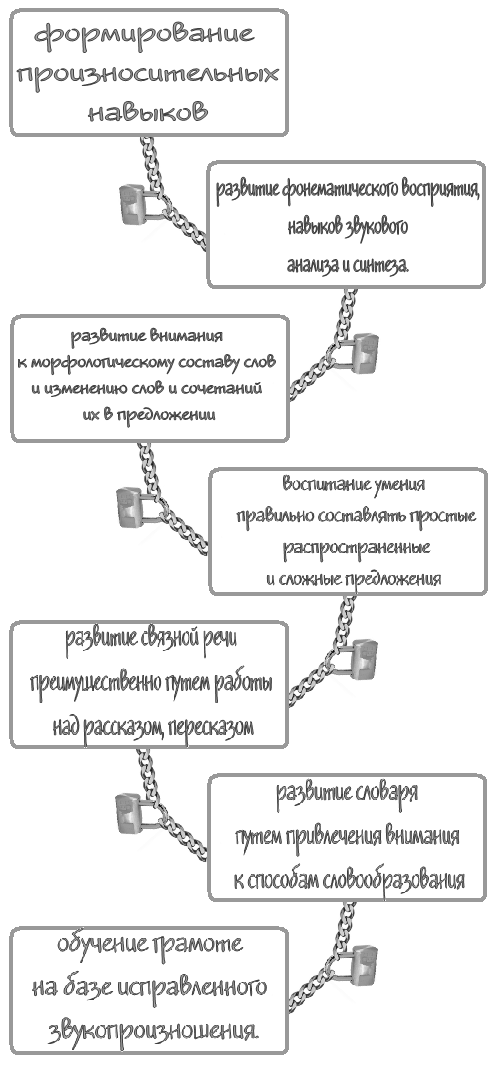 формирование
произносительных
навыков
развитие фонематического восприятия,
навыков звукового
анализа и синтеза.
развитие внимания
к морфологическому составу слов
и изменению слов и сочетаний
их в предложении
воспитание умения
правильно составлять простые
распространенные
и сложные предложения
развитие связной речи
преимущественно путем работы
над рассказом, пересказом
развитие словаря
путем привлечения внимания
к способам словообразования
обучение грамоте
на базе исправленного
звукопроизношения.